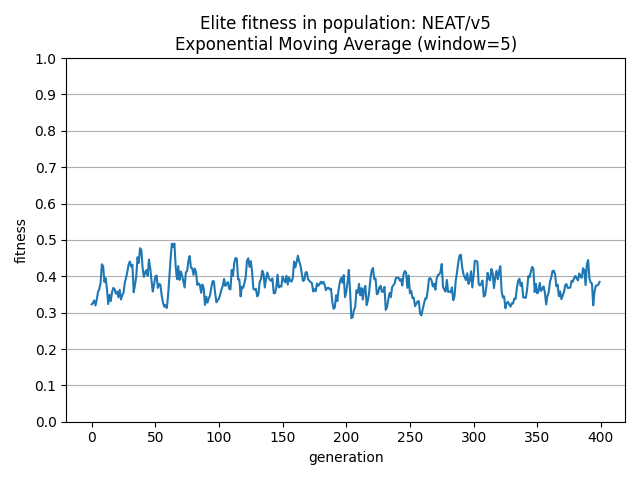 Elite fitness in population: NEAT/v5
Exponential Moving Average (window=5)
1.0
0.9
0.8
0.7
0.6
0.5
0.4
0.3
0.2
0.1
0.0
fitness
0 50 100 150 200 250 300 350 400
generation